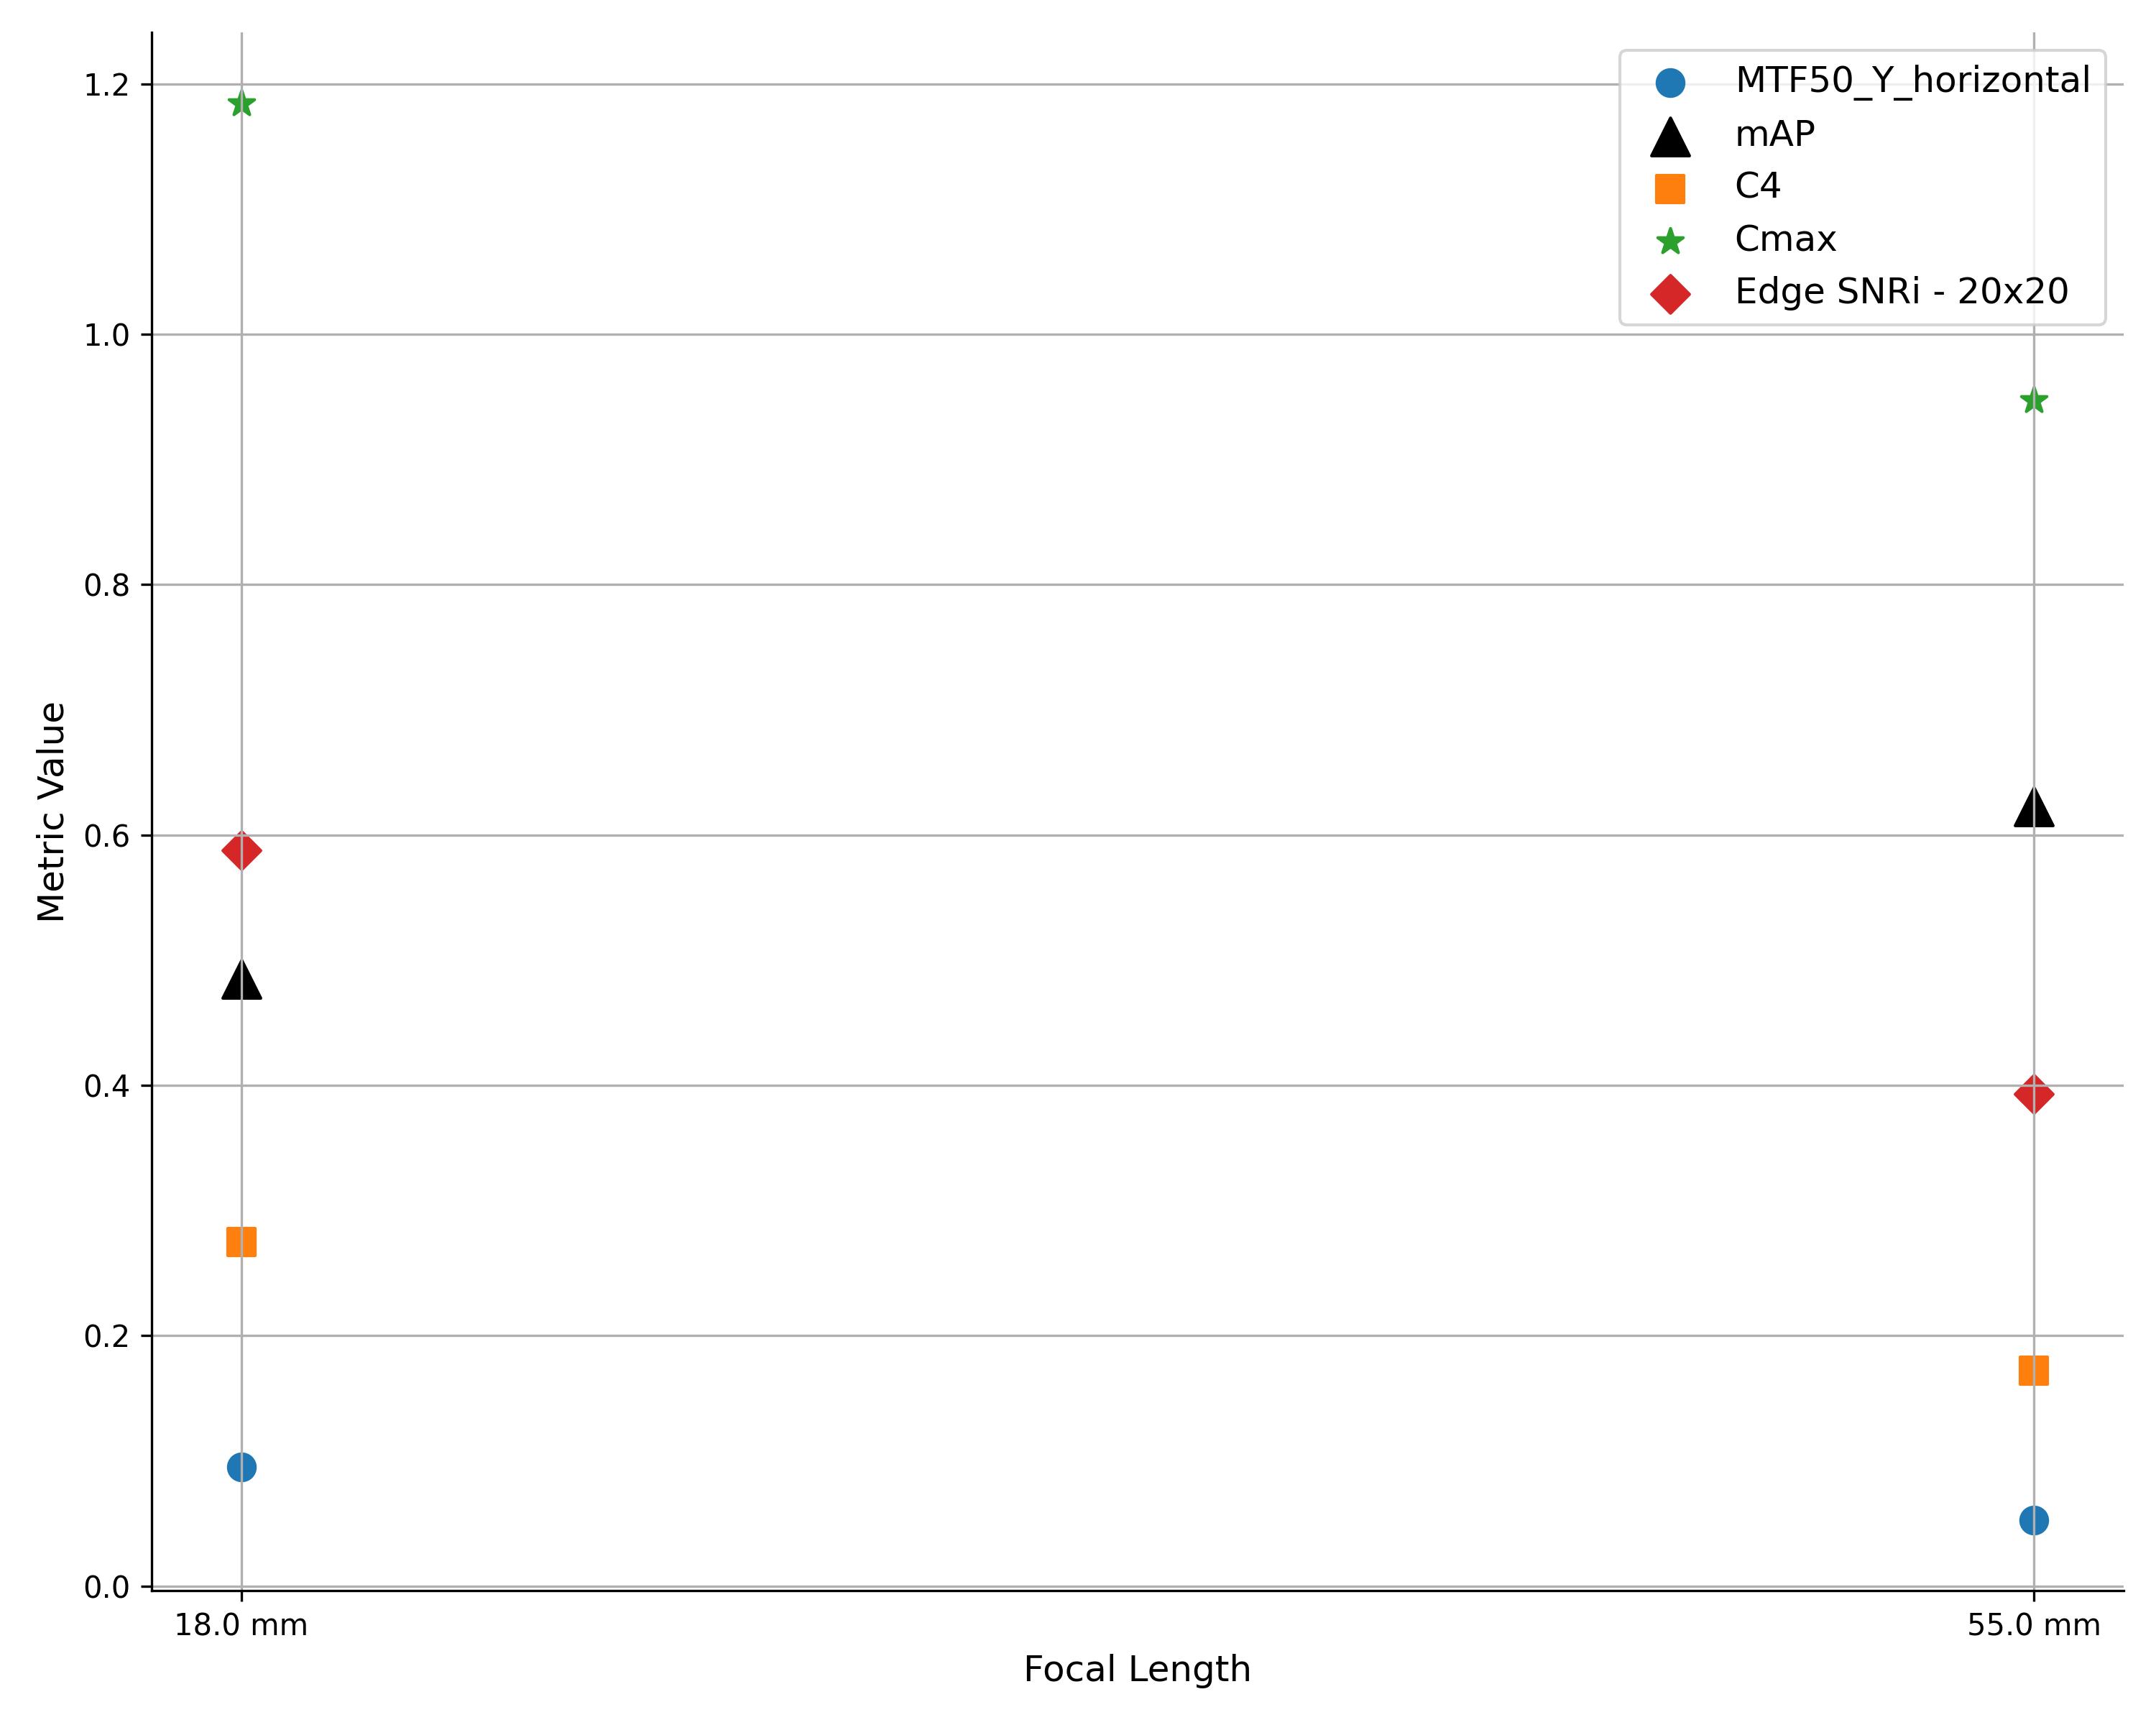 1.2
1.0
0.8
0.6
0.4
0.2
0.0
Metric Value
18.0 mm
55.0 mm
Focal Length
MTF50_Y_horizontal
mAP
C4
Cmax
Edge SNRi - 20x20